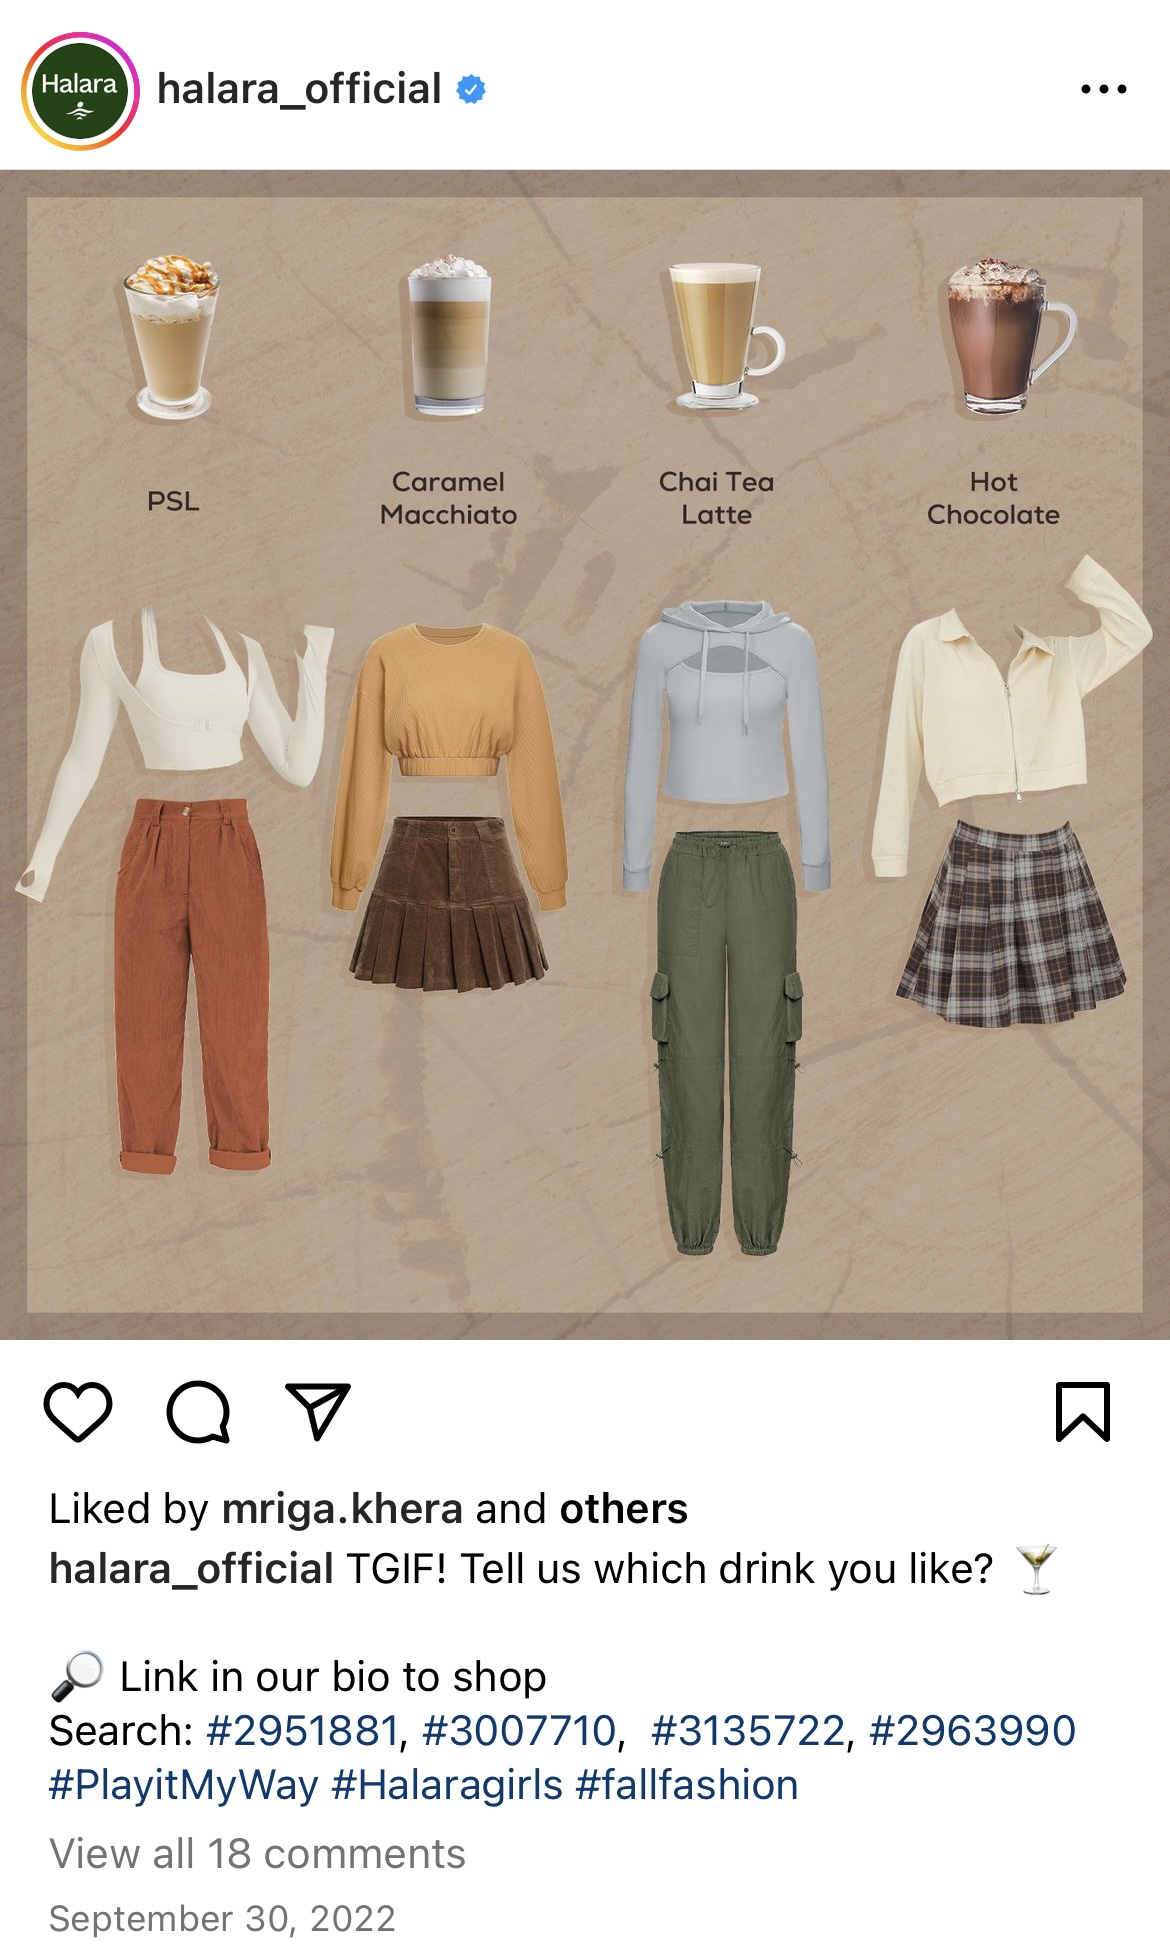 Halara
halara_official
PSL
Caramel
Macchiato
Chai Tea
Latte
Hot
Chocolate
Liked by mriga.khera and others
halara_official TGIF! Tell us which drink you like? 🍸
🔎 Link in our bio to shop
Search: #2951881, #3007710, #3135722, #2963990
#PlayitMyWay #Halaragirls #fallfashion
View all 18 comments
September 30, 2022